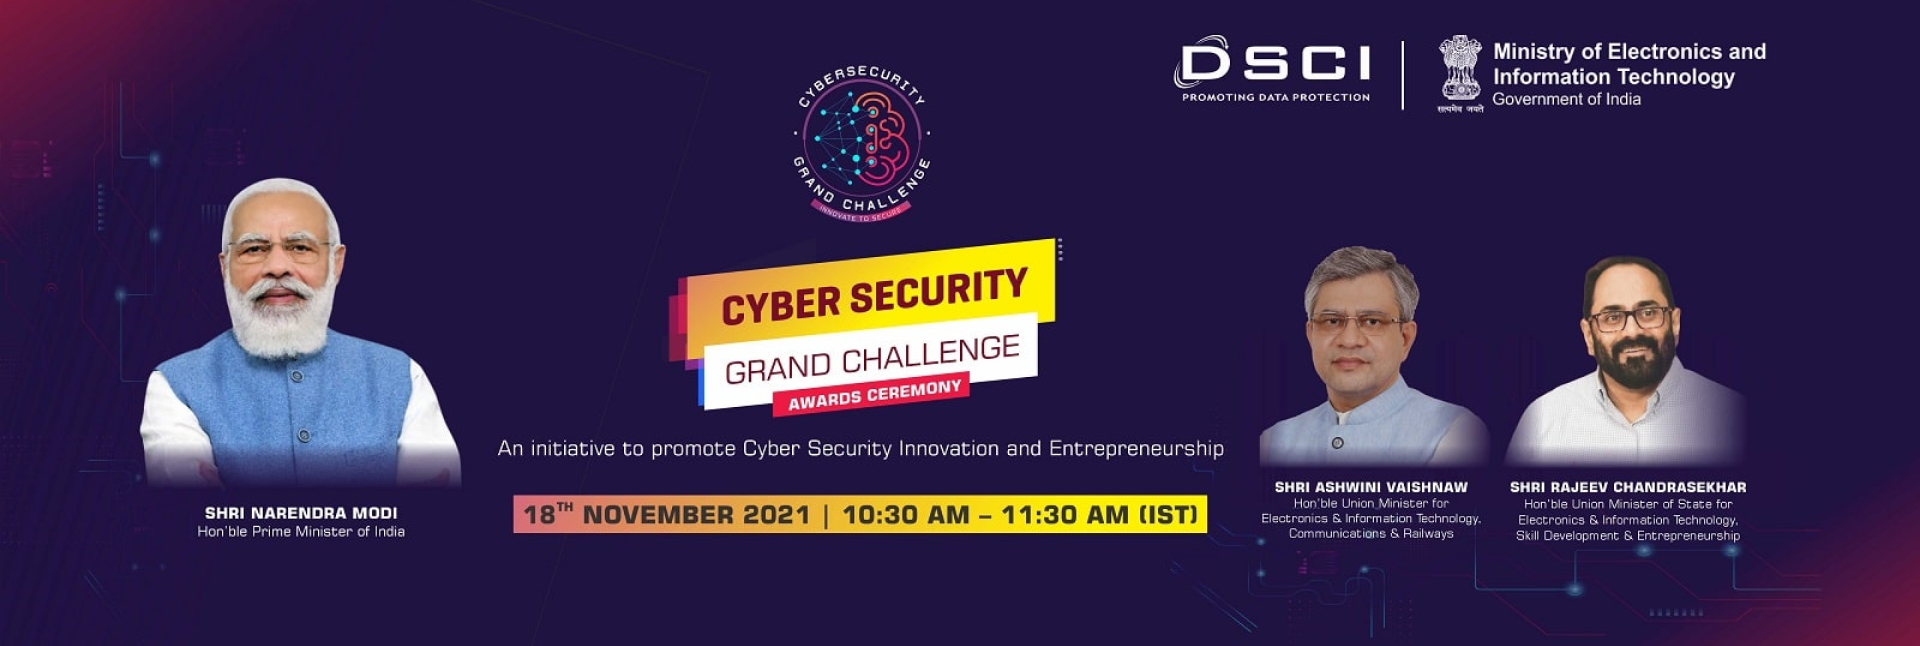 DSCI
PROMOTING DATA PROTECTION
सत्यमेव जयते
Ministry of Electronics and
Information Technology
Government of India
CYBERSECURITY
GRAND CHALLENGE
INNOVATE TO SECURE
CYBER SECURITY
GRAND CHALLENGE
AWARDS CEREMONY
An initiative to promote Cyber Security Innovation and Entrepreneurship
18TH NOVEMBER 2021 | 10:30 AM – 11:30 AM (IST)
SHRI NARENDRA MODI
Hon'ble Prime Minister of India
SHRI ASHWINI VAISHNAW
Hon'ble Union Minister for
Electronics & Information Technology,
Communications & Railways
SHRI RAJEEV CHANDRASEKHAR
Hon'ble Union Minister of State for
Electronics & Information Technology,
Skill Development & Entrepreneurship